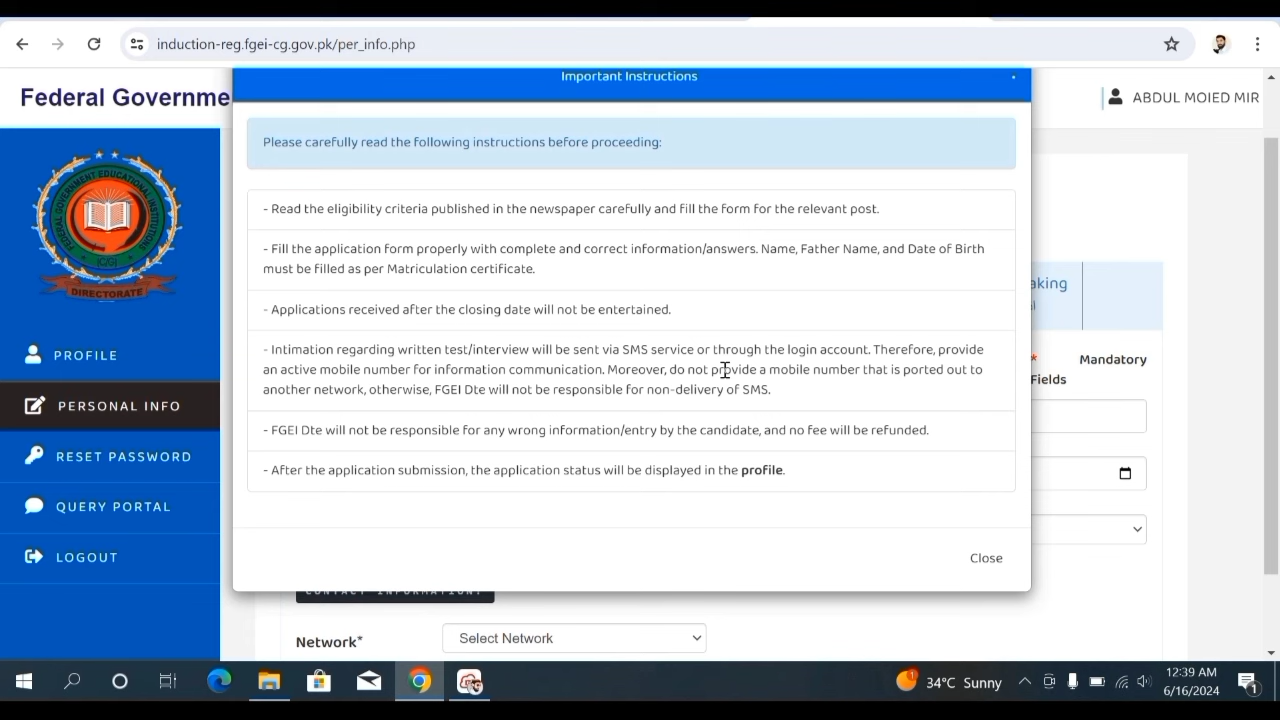 induction-reg.fgei-cg.gov.pk/per_info.php
Federal Governme
Important Instructions
ABDUL MOIED MIR
Please carefully read the following instructions before proceeding:
- Read the eligibility criteria published in the newspaper carefully and fill the form for the relevant post.
- Fill the application form properly with complete and correct information/answers. Name, Father Name, and Date of Birth
must be filled as per Matriculation certificate.
- Applications received after the closing date will not be entertained.
- Intimation regarding written test/interview will be sent via SMS service or through the login account. Therefore, provide
an active mobile number for information communication. Moreover, do not provide a mobile number that is ported out to
another network, otherwise, FGEI Dte will not be responsible for non-delivery of SMS.
- FGEI Dte will not be responsible for any wrong information/entry by the candidate, and no fee will be refunded.
- After the application submission, the application status will be displayed in the profile.
Close
DIRECTORATE
PROFILE
PERSONAL INFO
RESET PASSWORD
QUERY PORTAL
LOGOUT
aking
* Mandatory
Fields
CONTACT INFORMATION:
Network*
Select Network
34°C Sunny
12:39 AM
6/16/2024
1